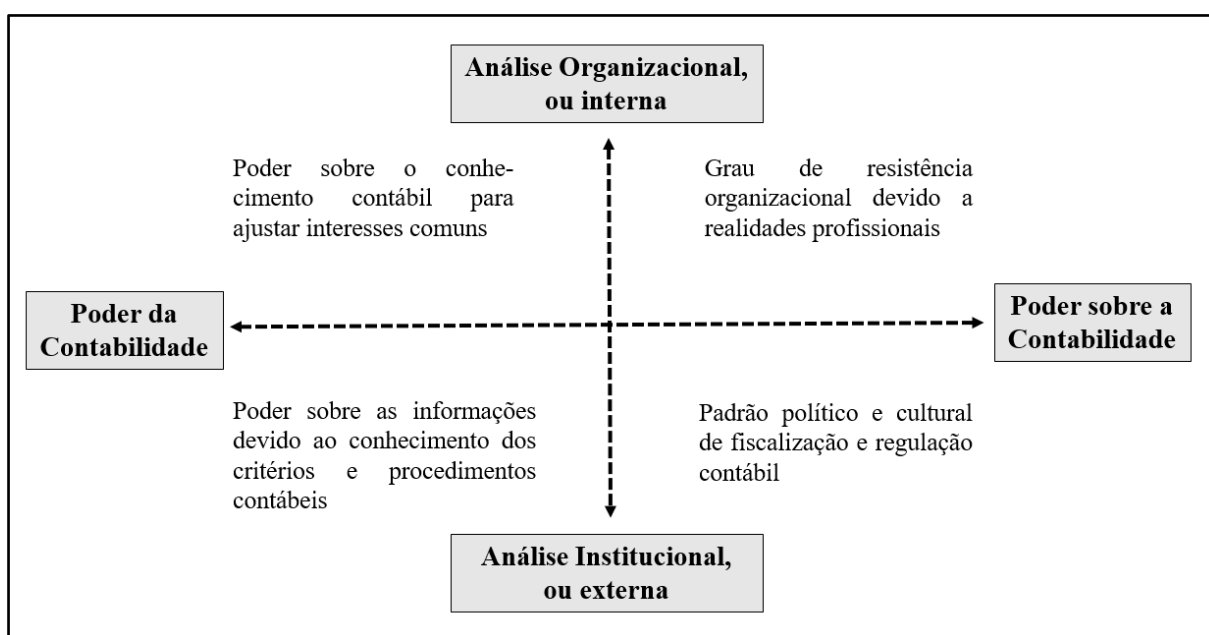 Análise Organizacional,
ou interna
Poder sobre o conhe-
cimento contábil para
ajustar interesses comuns
Grau de resistência
organizacional devido a
realidades profissionais
Poder da
Contabilidade
Poder sobre a
Contabilidade
Poder sobre as informações
devido ao conhecimento dos
critérios e procedimentos
contábeis
Padrão político e cultural
de fiscalização e regulação
contábil
Análise Institucional,
ou externa